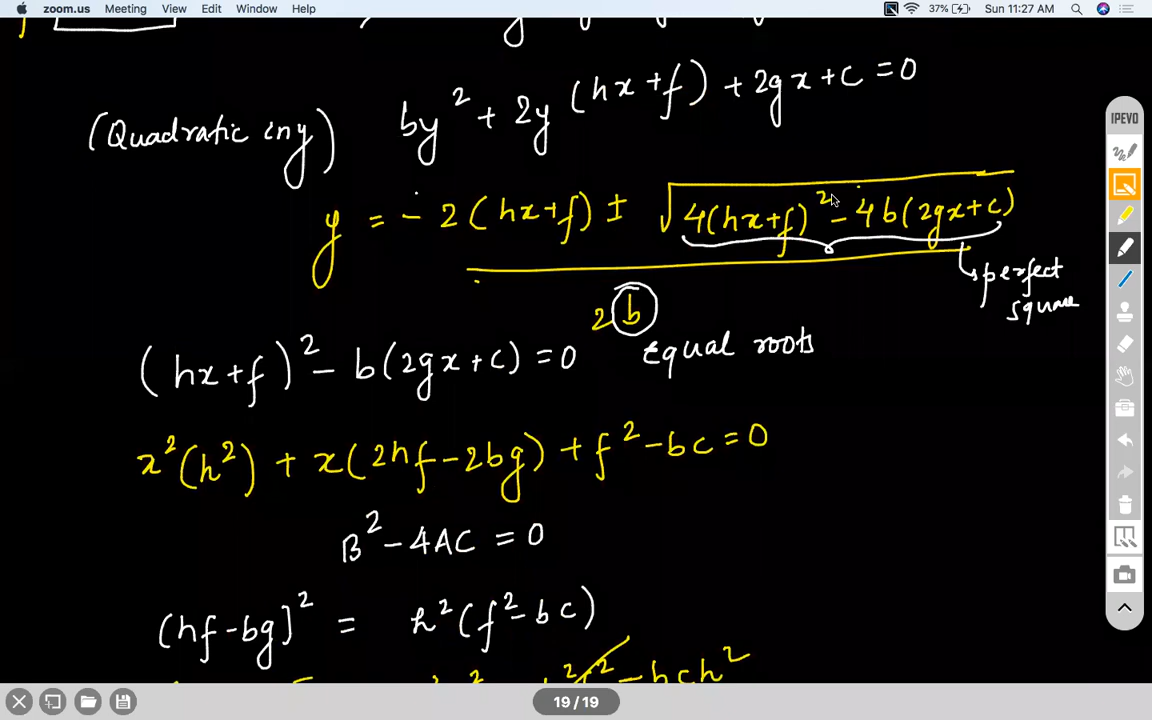 zoom.us Meeting View Edit Window Help 37% Sun 11:27 AM
(Quadratic in y) by² + 2y (hx+f) + 2gx + c = 0
IPEVO
y = - 2(hx+f) ± √4(hx+f)² - 4b(2gx+c)
2b
perfect
square
(hx+f)² - b(2gx+c) = 0 Equal roots
x²(h²) + x(2hf-2bg) + f² - bc = 0
B² - 4AC = 0
(hf-bg]² = h²(f²-bc)
- bch²
19 / 19